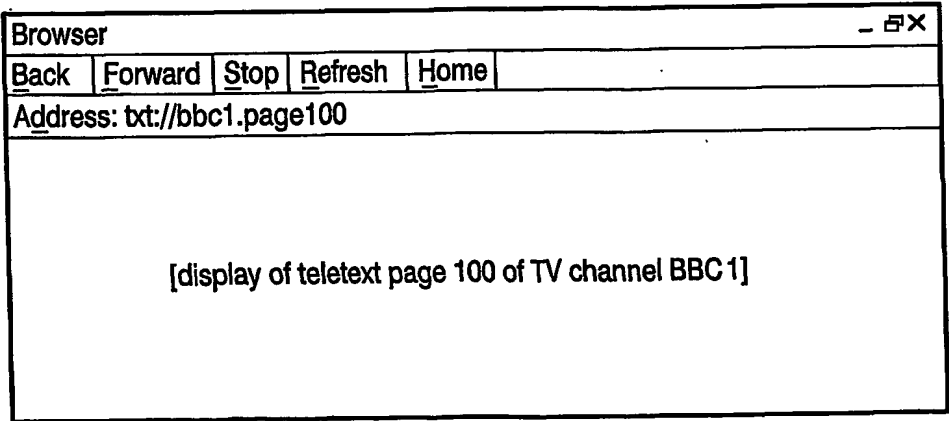 Browser
Back Forward Stop Refresh Home
Address: txt://bbc1.page100
[display of teletext page 100 of TV channel BBC1]